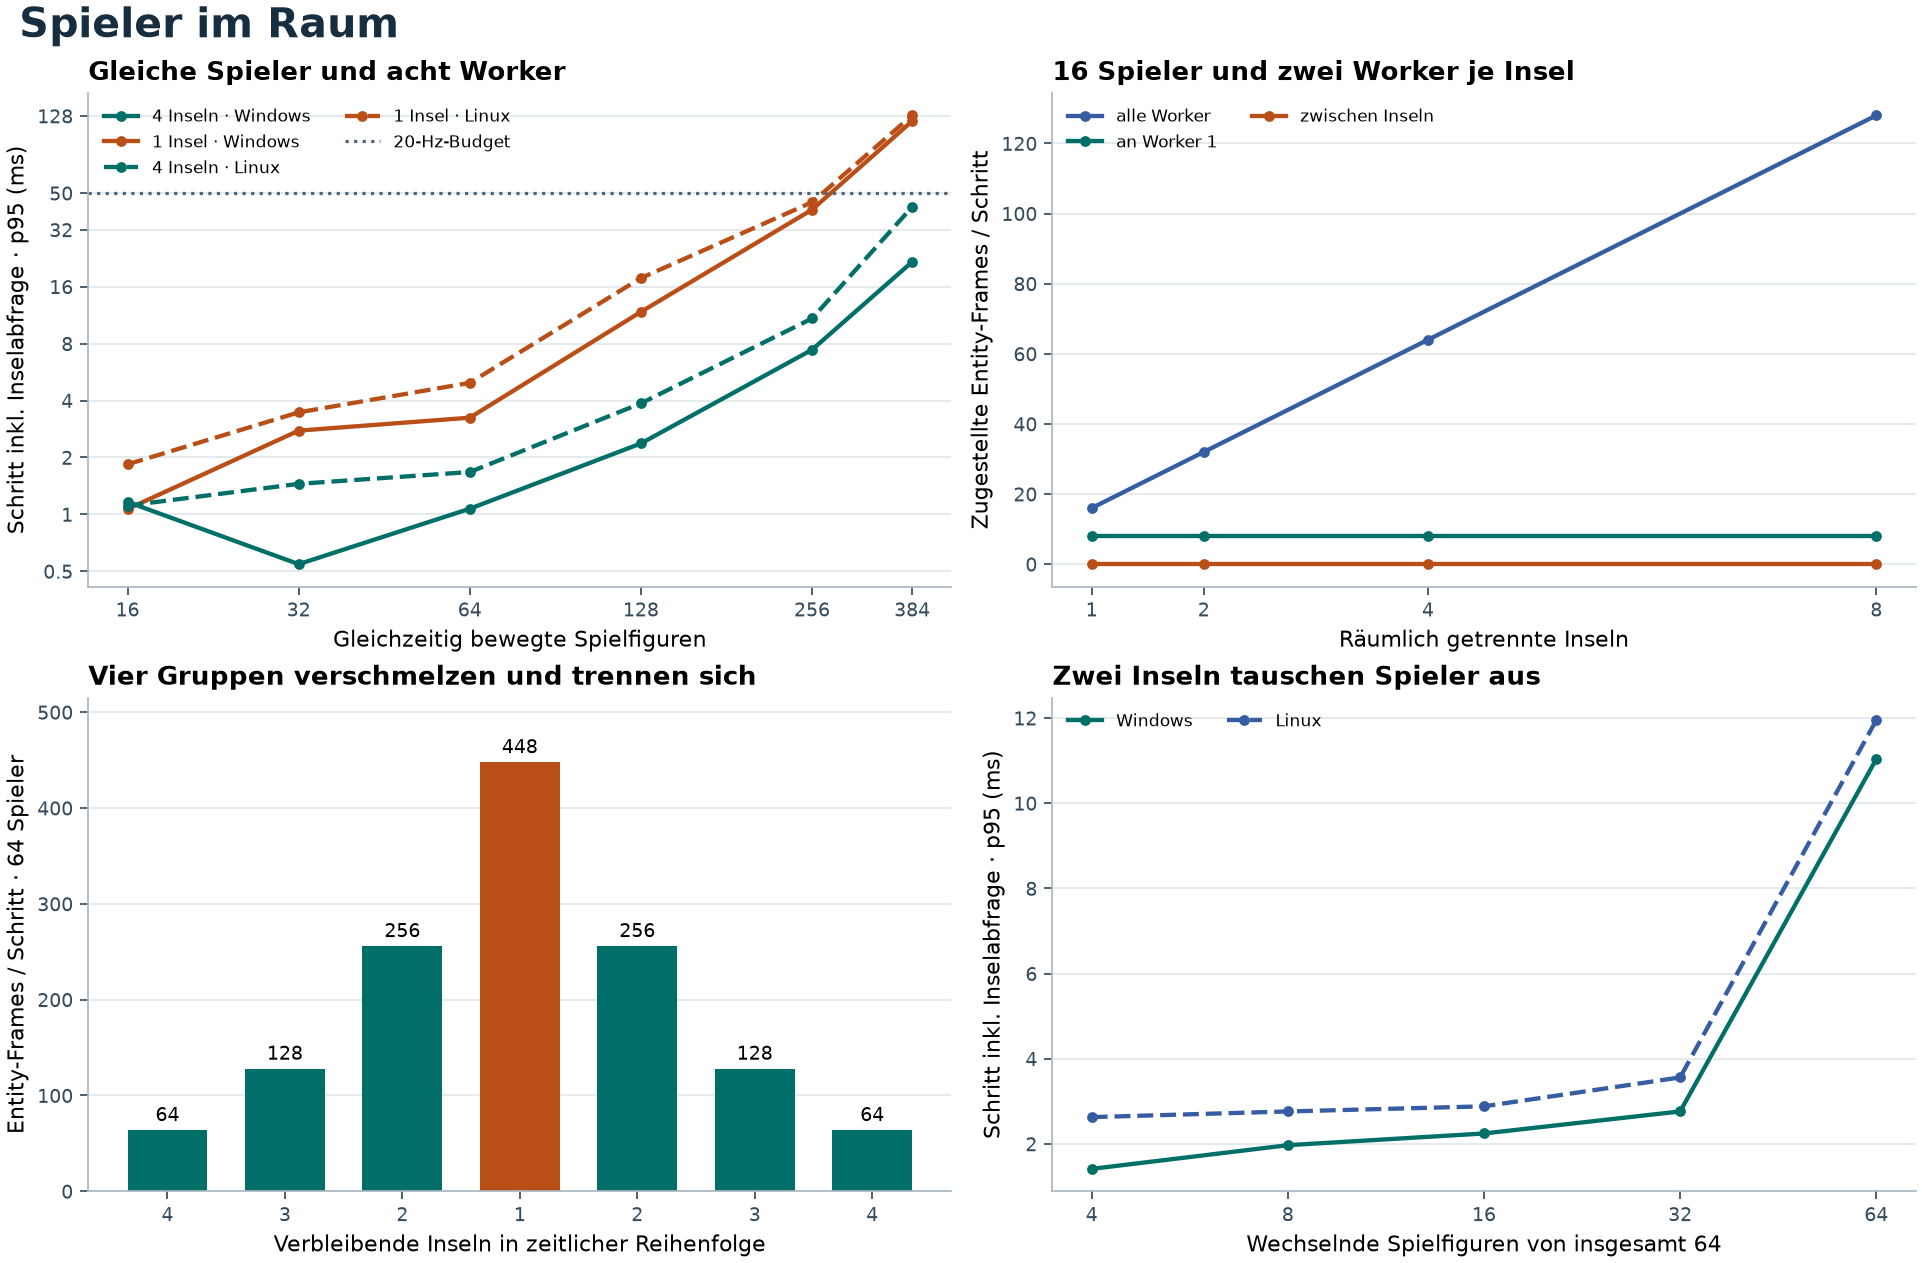 Spieler im Raum
Gleiche Spieler und acht Worker
4 Inseln · Windows
1 Insel · Windows
4 Inseln · Linux
1 Insel · Linux
20-Hz-Budget
Schritt inkl. Inselabfrage · p95 (ms)
128
50
32
16
8
4
2
1
0.5
16 32 64 128 256 384
Gleichzeitig bewegte Spielfiguren
16 Spieler und zwei Worker je Insel
alle Worker
an Worker 1
zwischen Inseln
Zugestellte Entity-Frames / Schritt
120
100
80
60
40
20
0
1 2 4 8
Räumlich getrennte Inseln
Vier Gruppen verschmelzen und trennen sich
Entity-Frames / Schritt · 64 Spieler
500
400
300
200
100
0
64 128 256 448 256 128 64
4 3 2 1 2 3 4
Verbleibende Inseln in zeitlicher Reihenfolge
Zwei Inseln tauschen Spieler aus
Windows
Linux
Schritt inkl. Inselabfrage · p95 (ms)
12
10
8
6
4
2
4 8 16 32 64
Wechselnde Spielfiguren von insgesamt 64